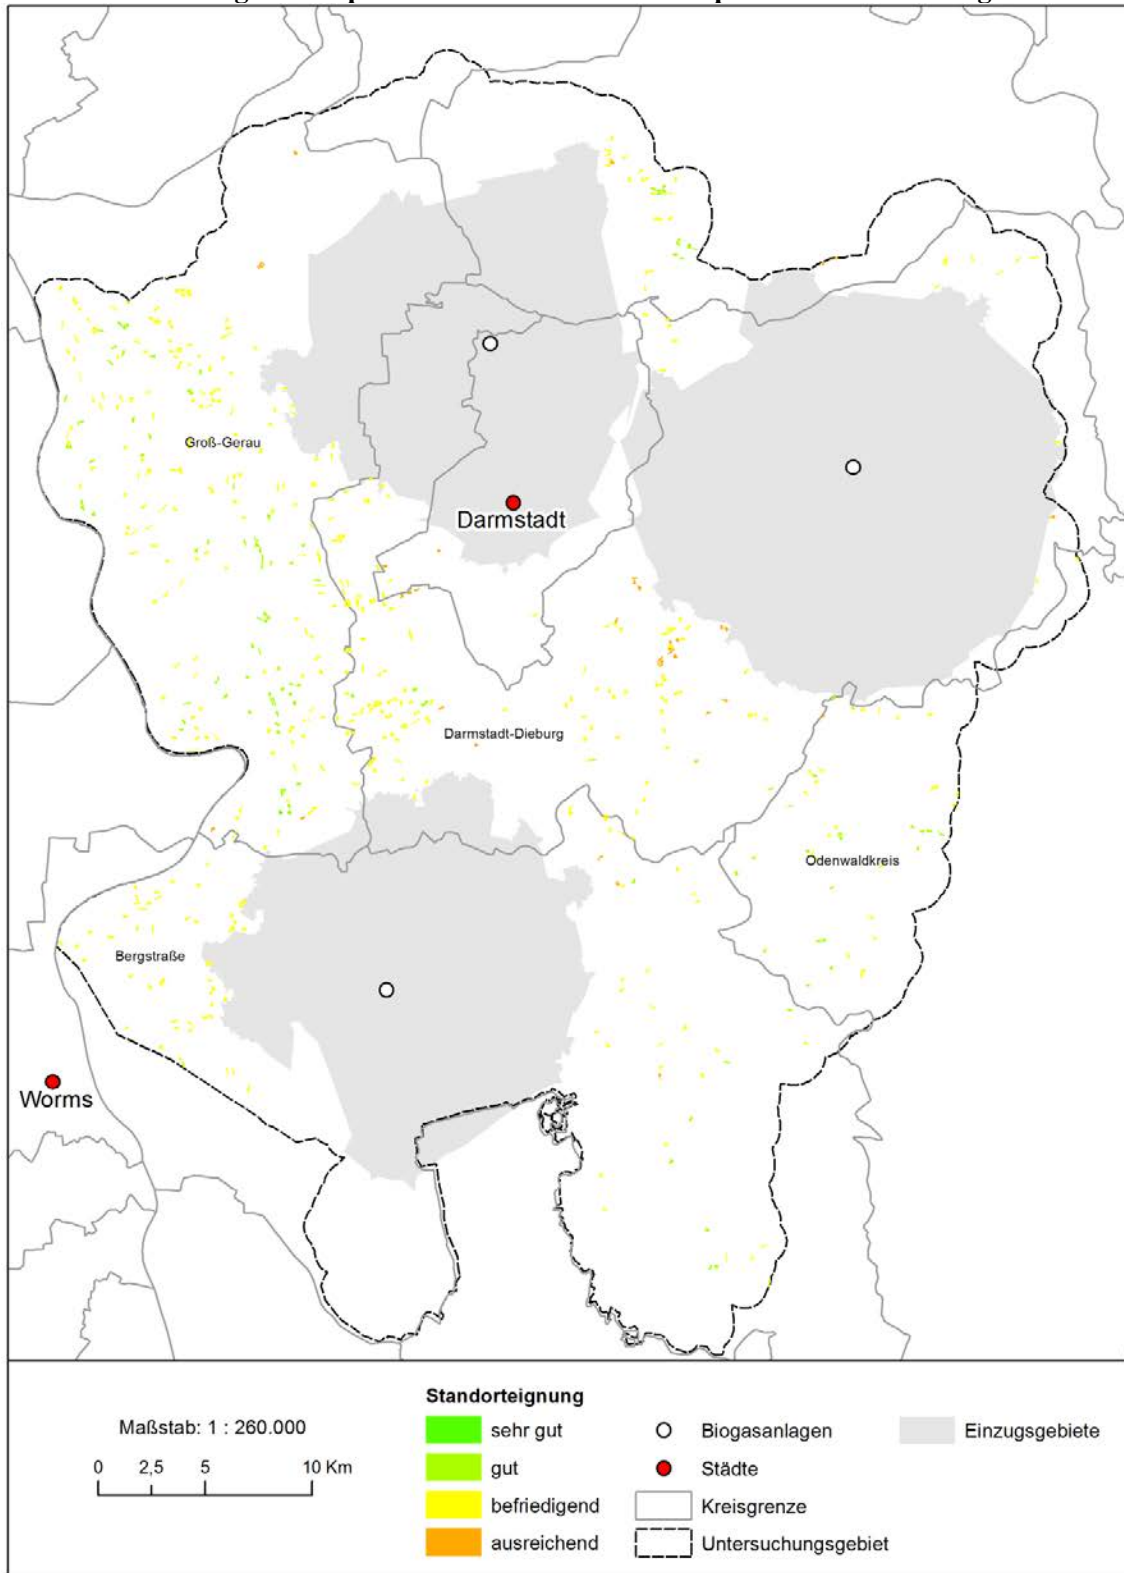 Groß-Gerau
Darmstadt
Darmstadt-Dieburg
Odenwaldkreis
Bergstraße
Worms
Standorteignung
Maßstab: 1 : 260.000
0 2,5 5 10 Km
sehr gut
gut
befriedigend
ausreichend
Biogasanlagen
Städte
Kreisgrenze
Untersuchungsgebiet
Einzugsgebiete